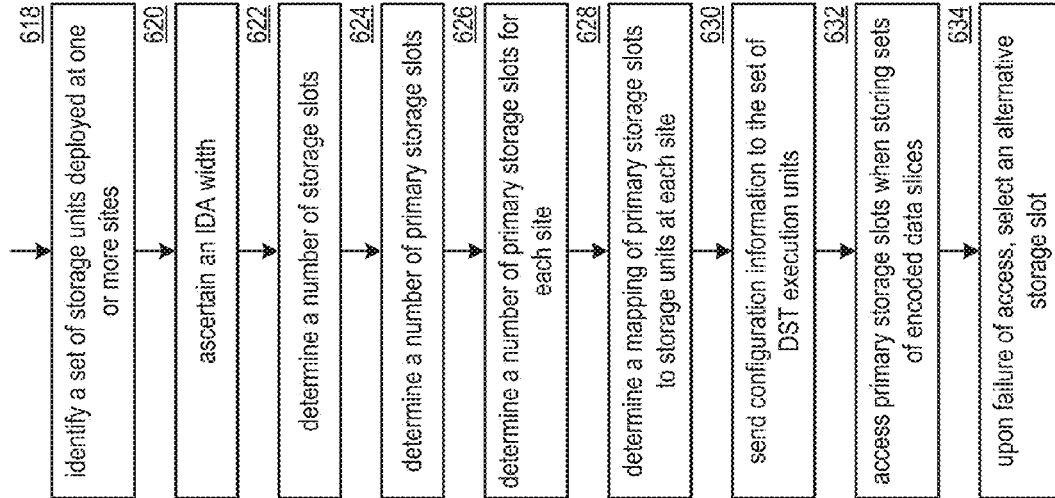 618
identify a set of storage units deployed at one
or more sites
620
ascertain an IDA width
622
determine a number of storage slots
624
determine a number of primary storage slots
626
determine a number of primary storage slots for
each site
628
determine a mapping of primary storage slots
to storage units at each site
630
send configuration information to the set of
DST execution units
632
access primary storage slots when storing sets
of encoded data slices
634
upon failure of access, select an alternative
storage slot